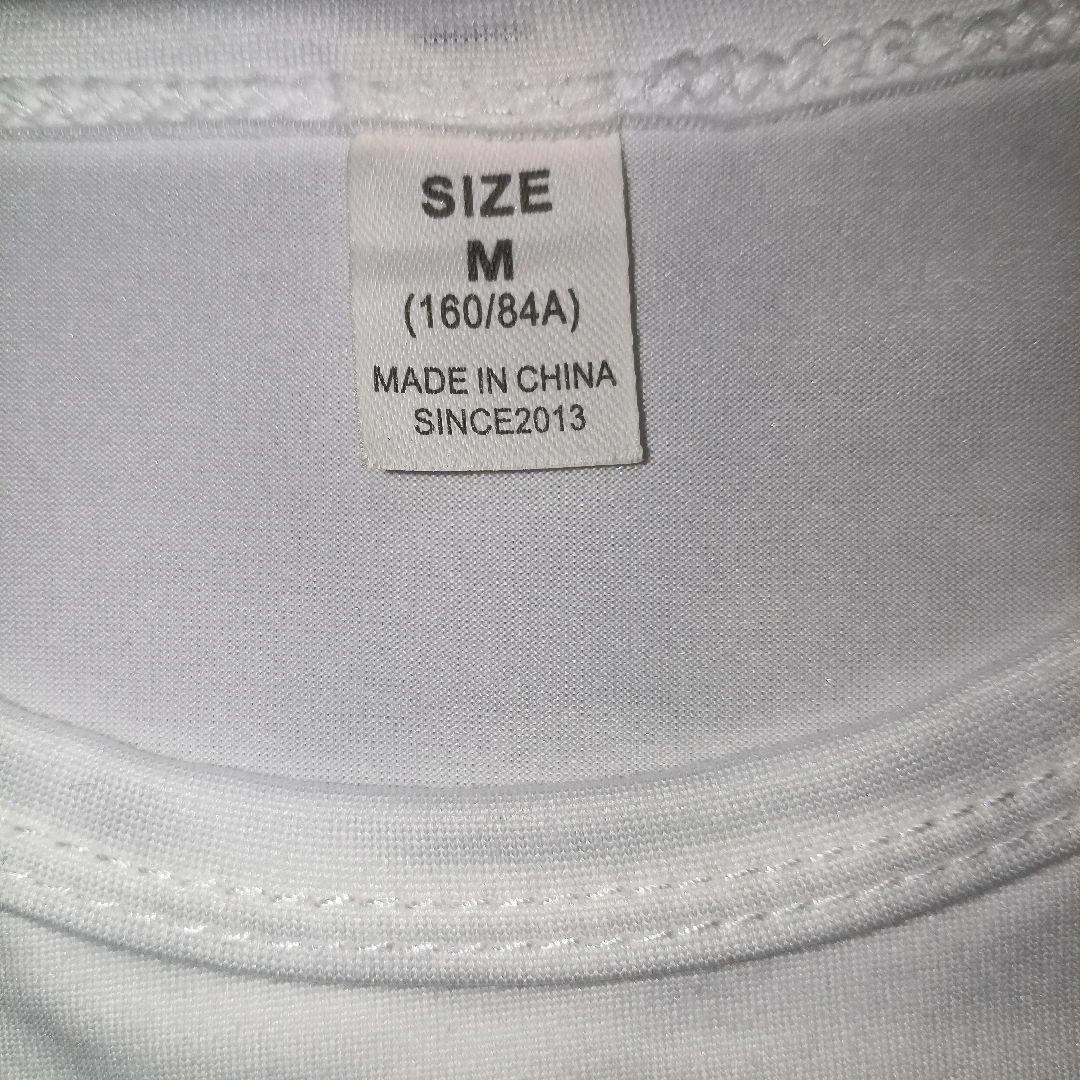 SIZE
M
(160/84A)
MADE IN CHINA
SINCE2013